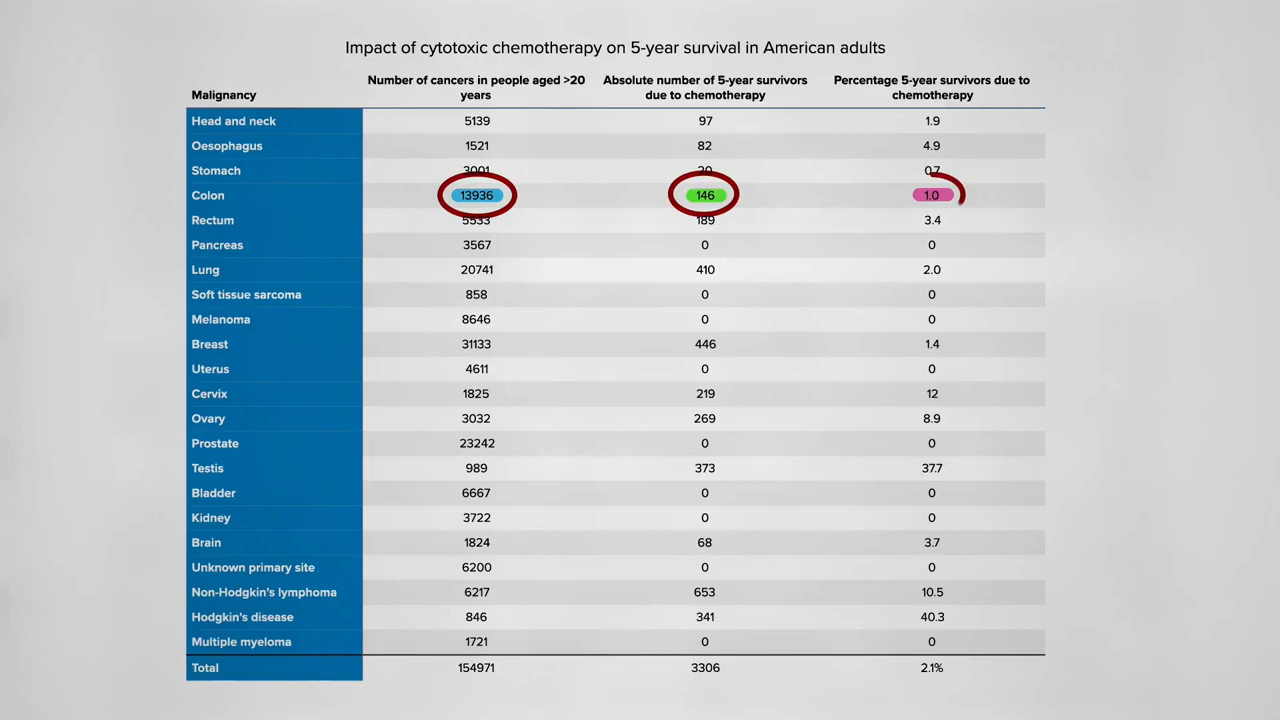 Impact of cytotoxic chemotherapy on 5-year survival in American adults
Malignancy Number of cancers in people aged >20 years Absolute number of 5-year survivors due to chemotherapy Percentage 5-year survivors due to chemotherapy
Head and neck 5139 97 1.9
Oesophagus 1521 82 4.9
Stomach 3001 20 0.7
Colon 13936 146 1.0
Rectum 5533 189 3.4
Pancreas 3567 0 0
Lung 20741 410 2.0
Soft tissue sarcoma 858 0 0
Melanoma 8646 0 0
Breast 31133 446 1.4
Uterus 4611 0 0
Cervix 1825 219 12
Ovary 3032 269 8.9
Prostate 23242 0 0
Testis 989 373 37.7
Bladder 6667 0 0
Kidney 3722 0 0
Brain 1824 68 3.7
Unknown primary site 6200 0 0
Non-Hodgkin's lymphoma 6217 653 10.5
Hodgkin's disease 846 341 40.3
Multiple myeloma 1721 0 0
Total 154971 3306 2.1%